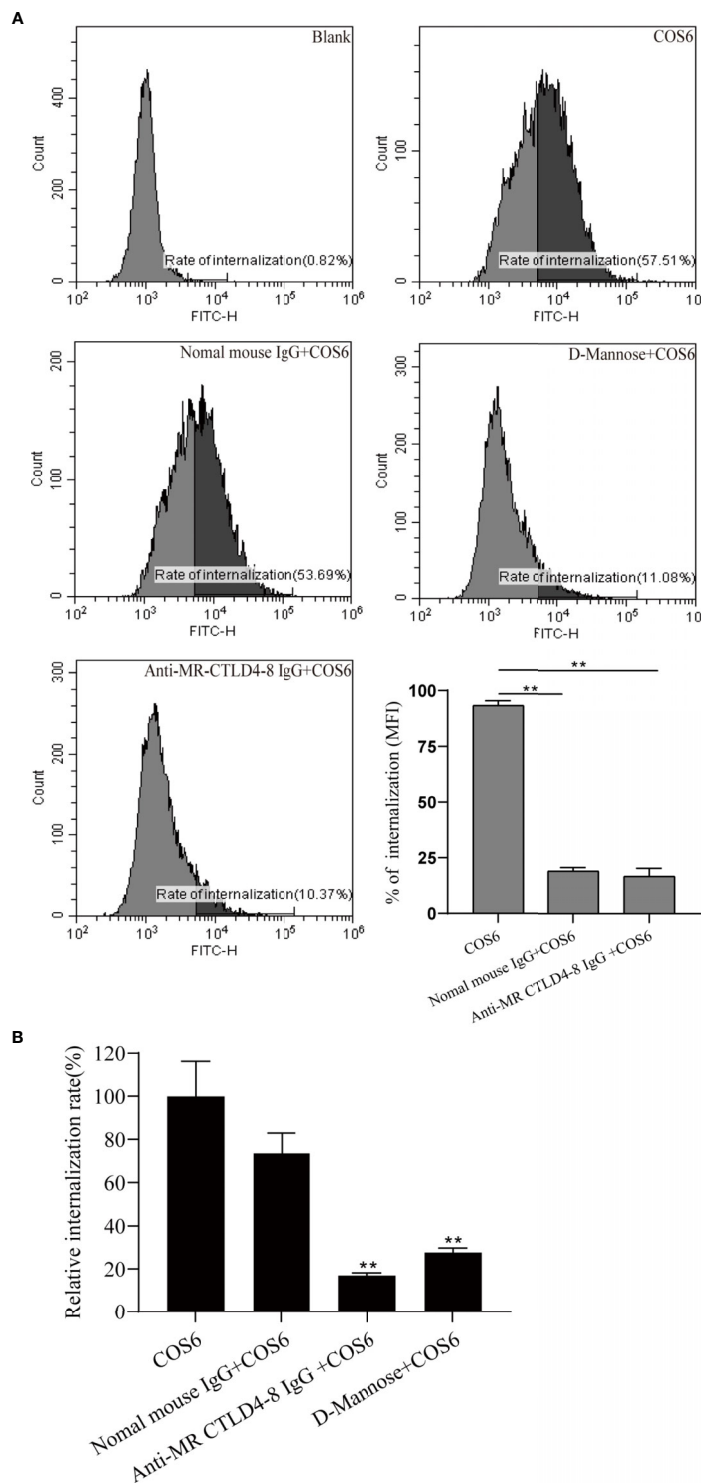 A
Blank
Count
400
200
0
Rate of internalization(0.82%)
10² 10³ 10⁴ 10⁵ 10⁶
FITC-H
COS6
Count
100
0
Rate of internalization(57.51%)
10² 10³ 10⁴ 10⁵ 10
FITC-H
Nomal mouse IgG+COS6
Count
200
100
0
Rate of internalization(53.69%)
10² 10³ 10⁴ 10⁵ 10⁶
FITC-H
D-Mannose+COS6
Count
300
200
100
0
Rate of internalization(11.08%)
10² 10³ 10⁴ 10⁵ 10
FITC-H
Anti-MR-CTLD4-8 IgG+COS6
Count
300
200
100
0
Rate of internalization(10.37%)
10² 10³ 10⁴ 10⁵ 10⁶
FITC-H
% of internalization (MFI)
100
75
50
25
0
**
**
COS6
Nomal mouse IgG+COS6
Anti-MR CTLD4-8 IgG +COS6
B
Relative internalization rate(%)
120
100
80
60
40
20
0
**
**
COS6
Nomal mouse IgG+COS6
Anti-MR CTLD4-8 IgG +COS6
D-Mannose+COS6